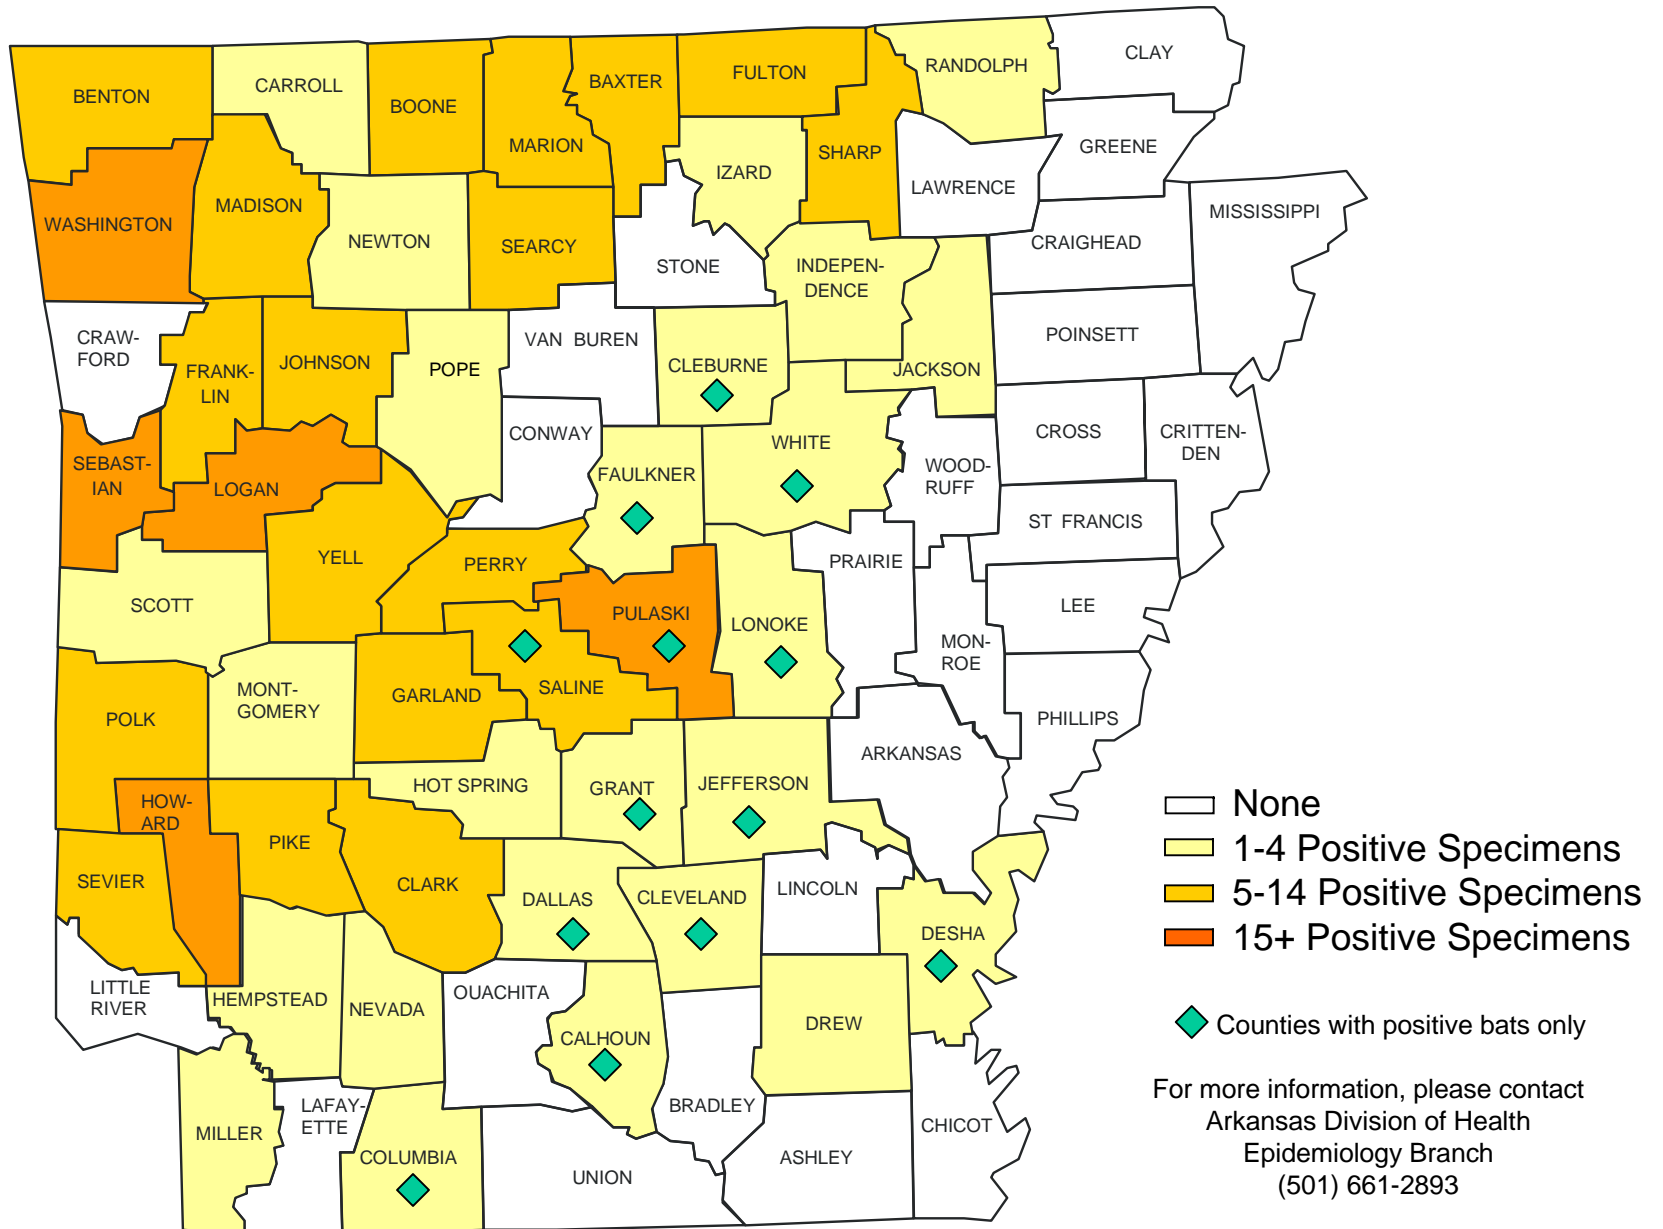 CLAY
RANDOLPH
FULTON
BAXTER
CARROLL
BENTON
BOONE
MARION
SHARP
GREENE
IZARD
LAWRENCE
MADISON
MISSISSIPPI
WASHINGTON
NEWTON
SEARCY
CRAIGHEAD
STONE
INDEPEN-
DENCE
CRAW-
FORD
VAN BUREN
POINSETT
JOHNSON
FRANK-
LIN
POPE
CLEBURNE
JACKSON
CONWAY
WHITE
CROSS
CRITTEN-
DEN
SEBAST-
IAN
LOGAN
FAULKNER
WOOD-
RUFF
ST FRANCIS
YELL
PERRY
PRAIRIE
SCOTT
PULASKI
LONOKE
LEE
MON-
ROE
MONT-
GOMERY
GARLAND
SALINE
POLK
PHILLIPS
ARKANSAS
HOT SPRING
GRANT
JEFFERSON
HOW-
ARD
PIKE
SEVIER
CLARK
DALLAS
CLEVELAND
LINCOLN
DESHA
LITTLE
RIVER
HEMPSTEAD
NEVADA
OUACHITA
CALHOUN
DREW
LAFAY-
ETTE
BRADLEY
MILLER
COLUMBIA
UNION
ASHLEY
CHICOT
None
1-4 Positive Specimens
5-14 Positive Specimens
15+ Positive Specimens
Counties with positive bats only
For more information, please contact
Arkansas Division of Health
Epidemiology Branch
(501) 661-2893